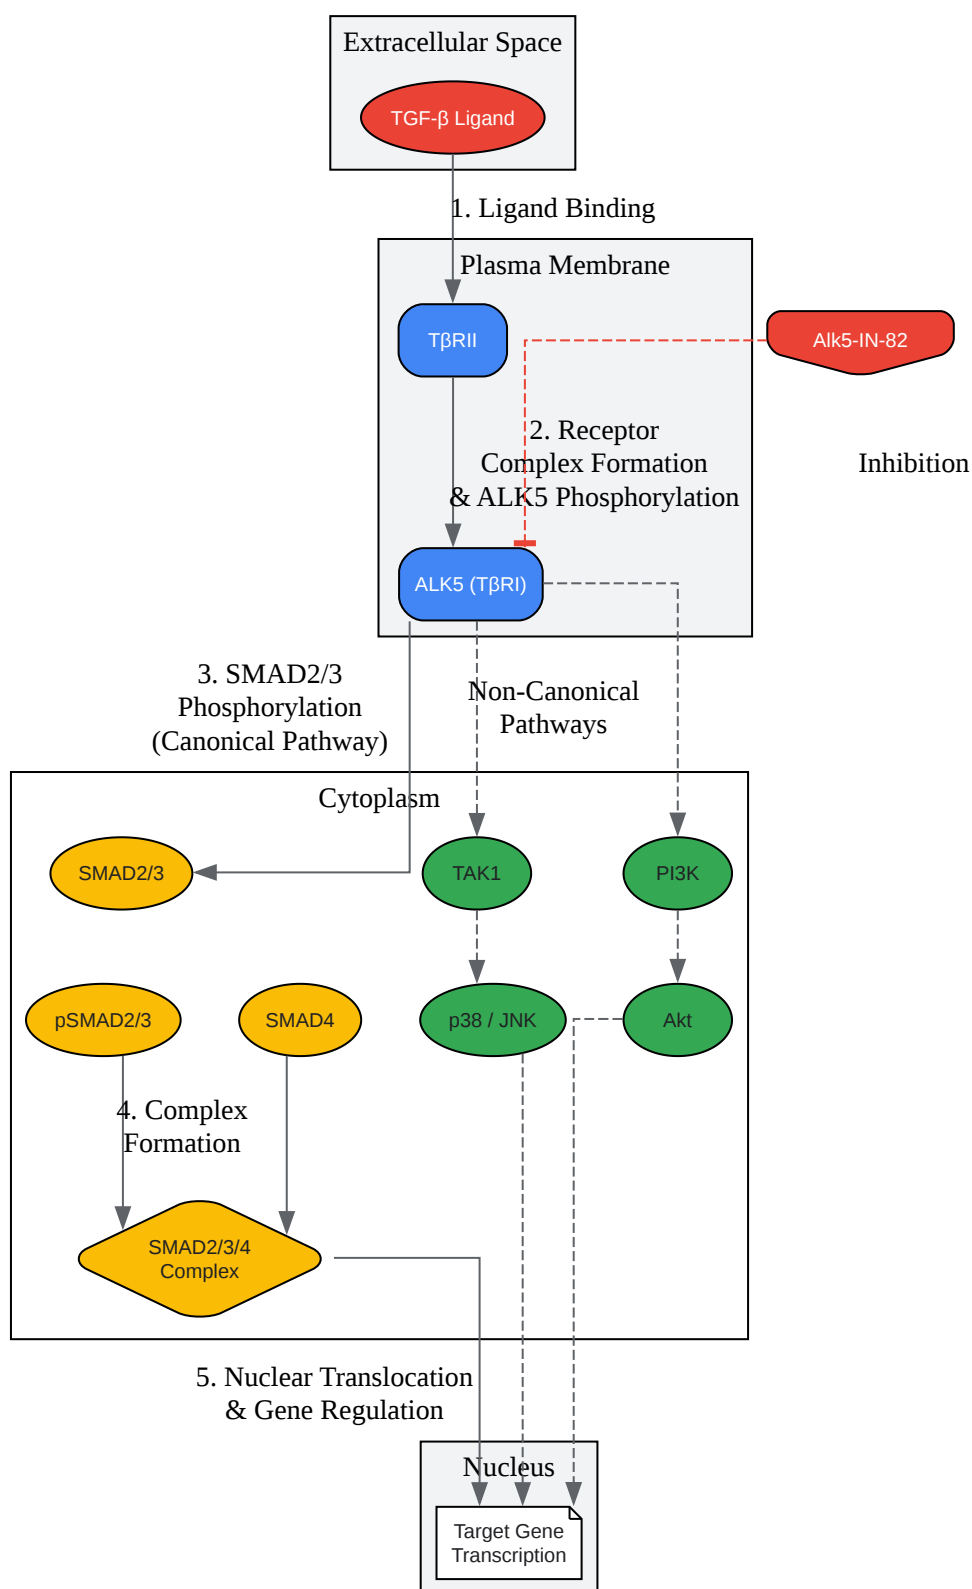 Extracellular Space
TGF-β Ligand
1. Ligand Binding
Plasma Membrane
TβRII
Alk5-IN-82
2. Receptor
Complex Formation
& ALK5 Phosphorylation
Inhibition
ALK5 (TβRI)
3. SMAD2/3
Phosphorylation
(Canonical Pathway)
Non-Canonical
Pathways
Cytoplasm
SMAD2/3
TAK1
PI3K
pSMAD2/3
SMAD4
p38 / JNK
Akt
4. Complex
Formation
SMAD2/3/4
Complex
5. Nuclear Translocation
& Gene Regulation
Nucleus
Target Gene
Transcription